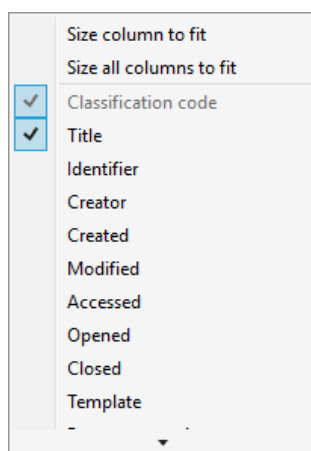 Size column to fit
Size all columns to fit
Classification code
Title
Identifier
Creator
Created
Modified
Accessed
Opened
Closed
Template